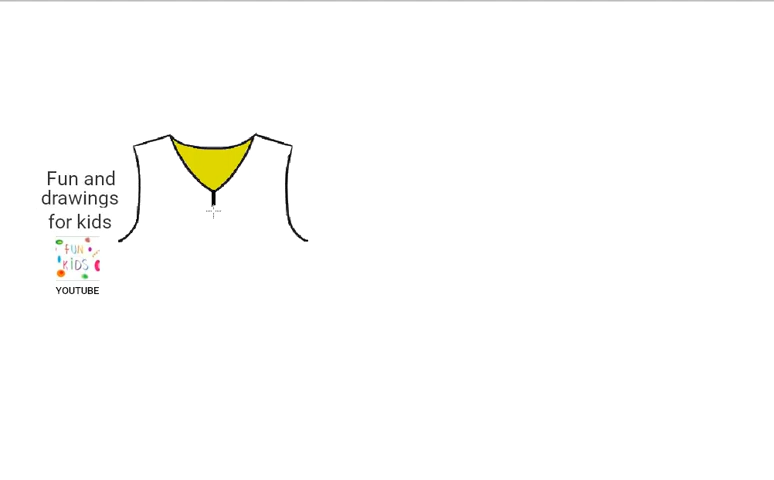 Fun and
drawings
for kids
FUN
KIDS
YOUTUBE